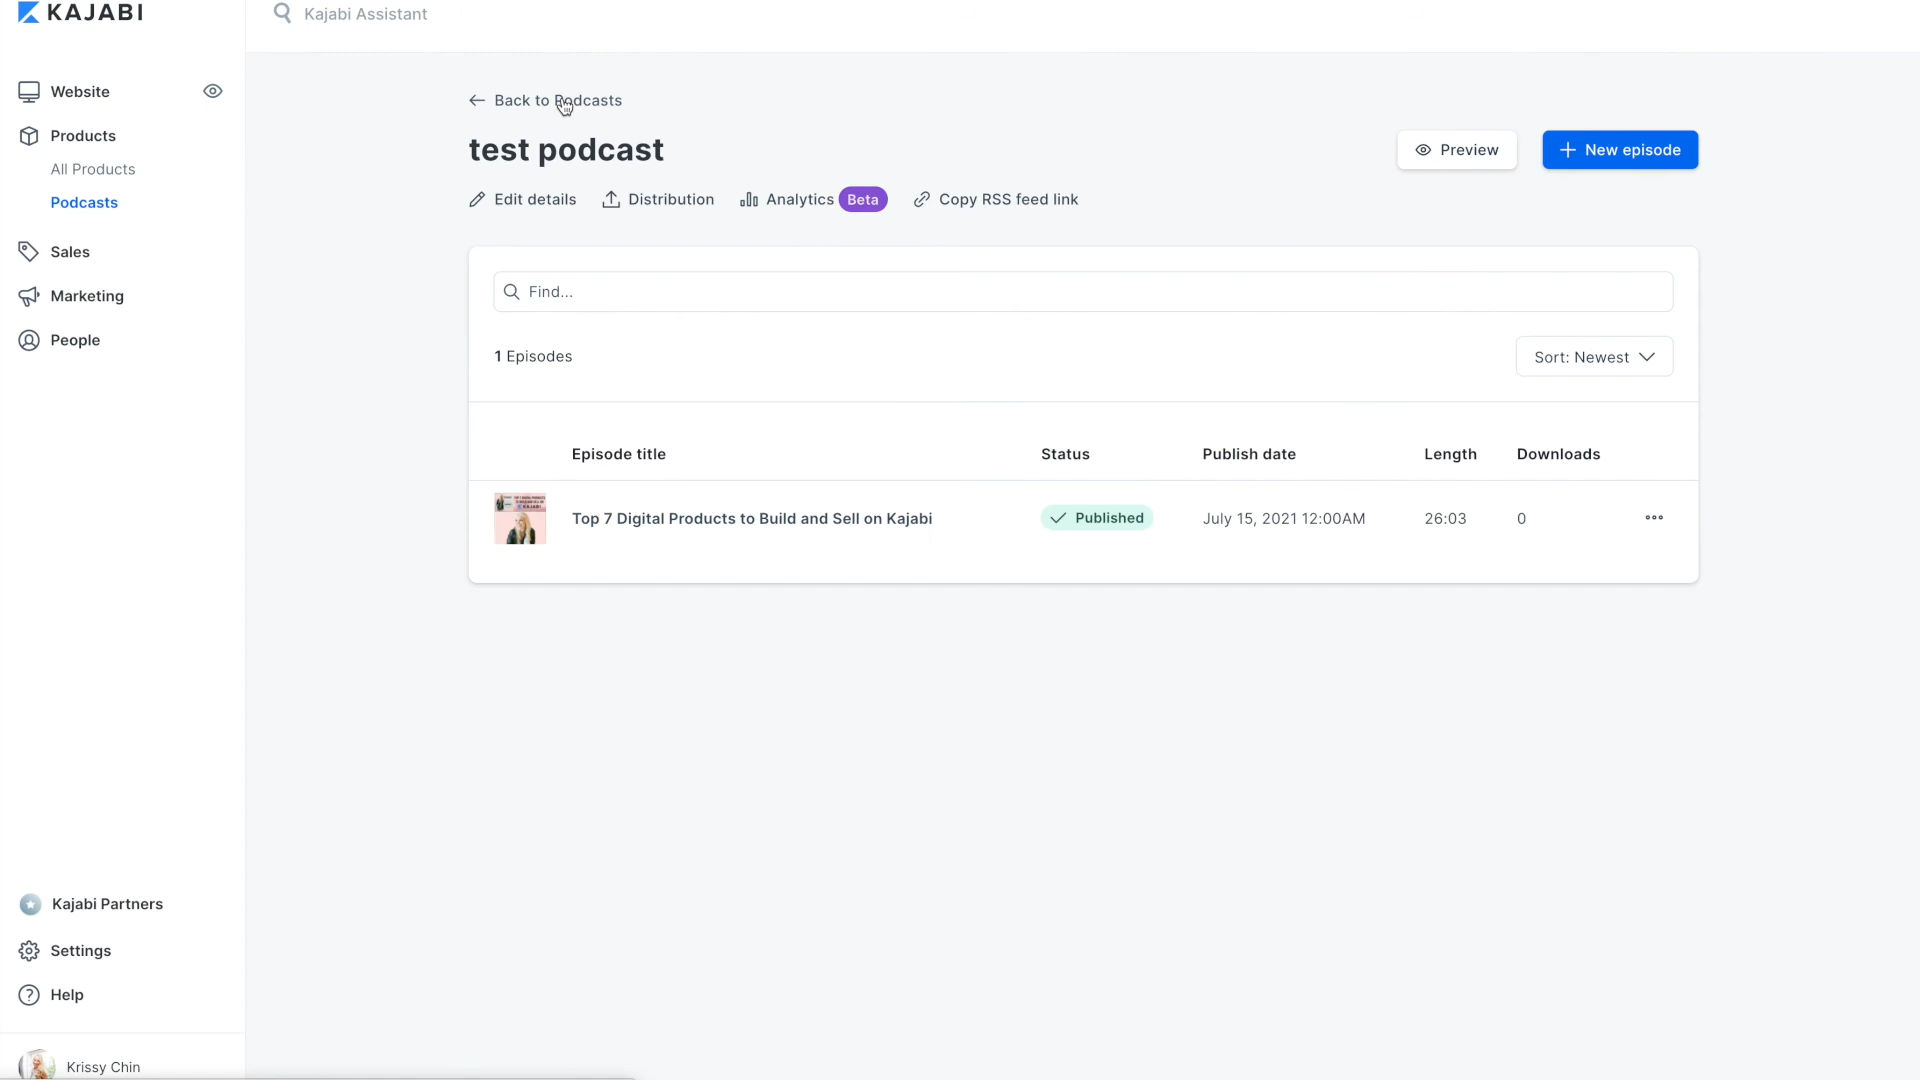 KAJABI
Kajabi Assistant
Website
Products
All Products
Podcasts
Sales
Marketing
People
Kajabi Partners
Settings
Help
Krissy Chin
Back to Podcasts
test podcast
Preview
New episode
Edit details
Distribution
Analytics Beta
Copy RSS feed link
Find...
1 Episodes
Sort: Newest
Episode title Status Publish date Length Downloads
Top 7 Digital Products to Build and Sell on Kajabi Published July 15, 2021 12:00AM 26:03 0